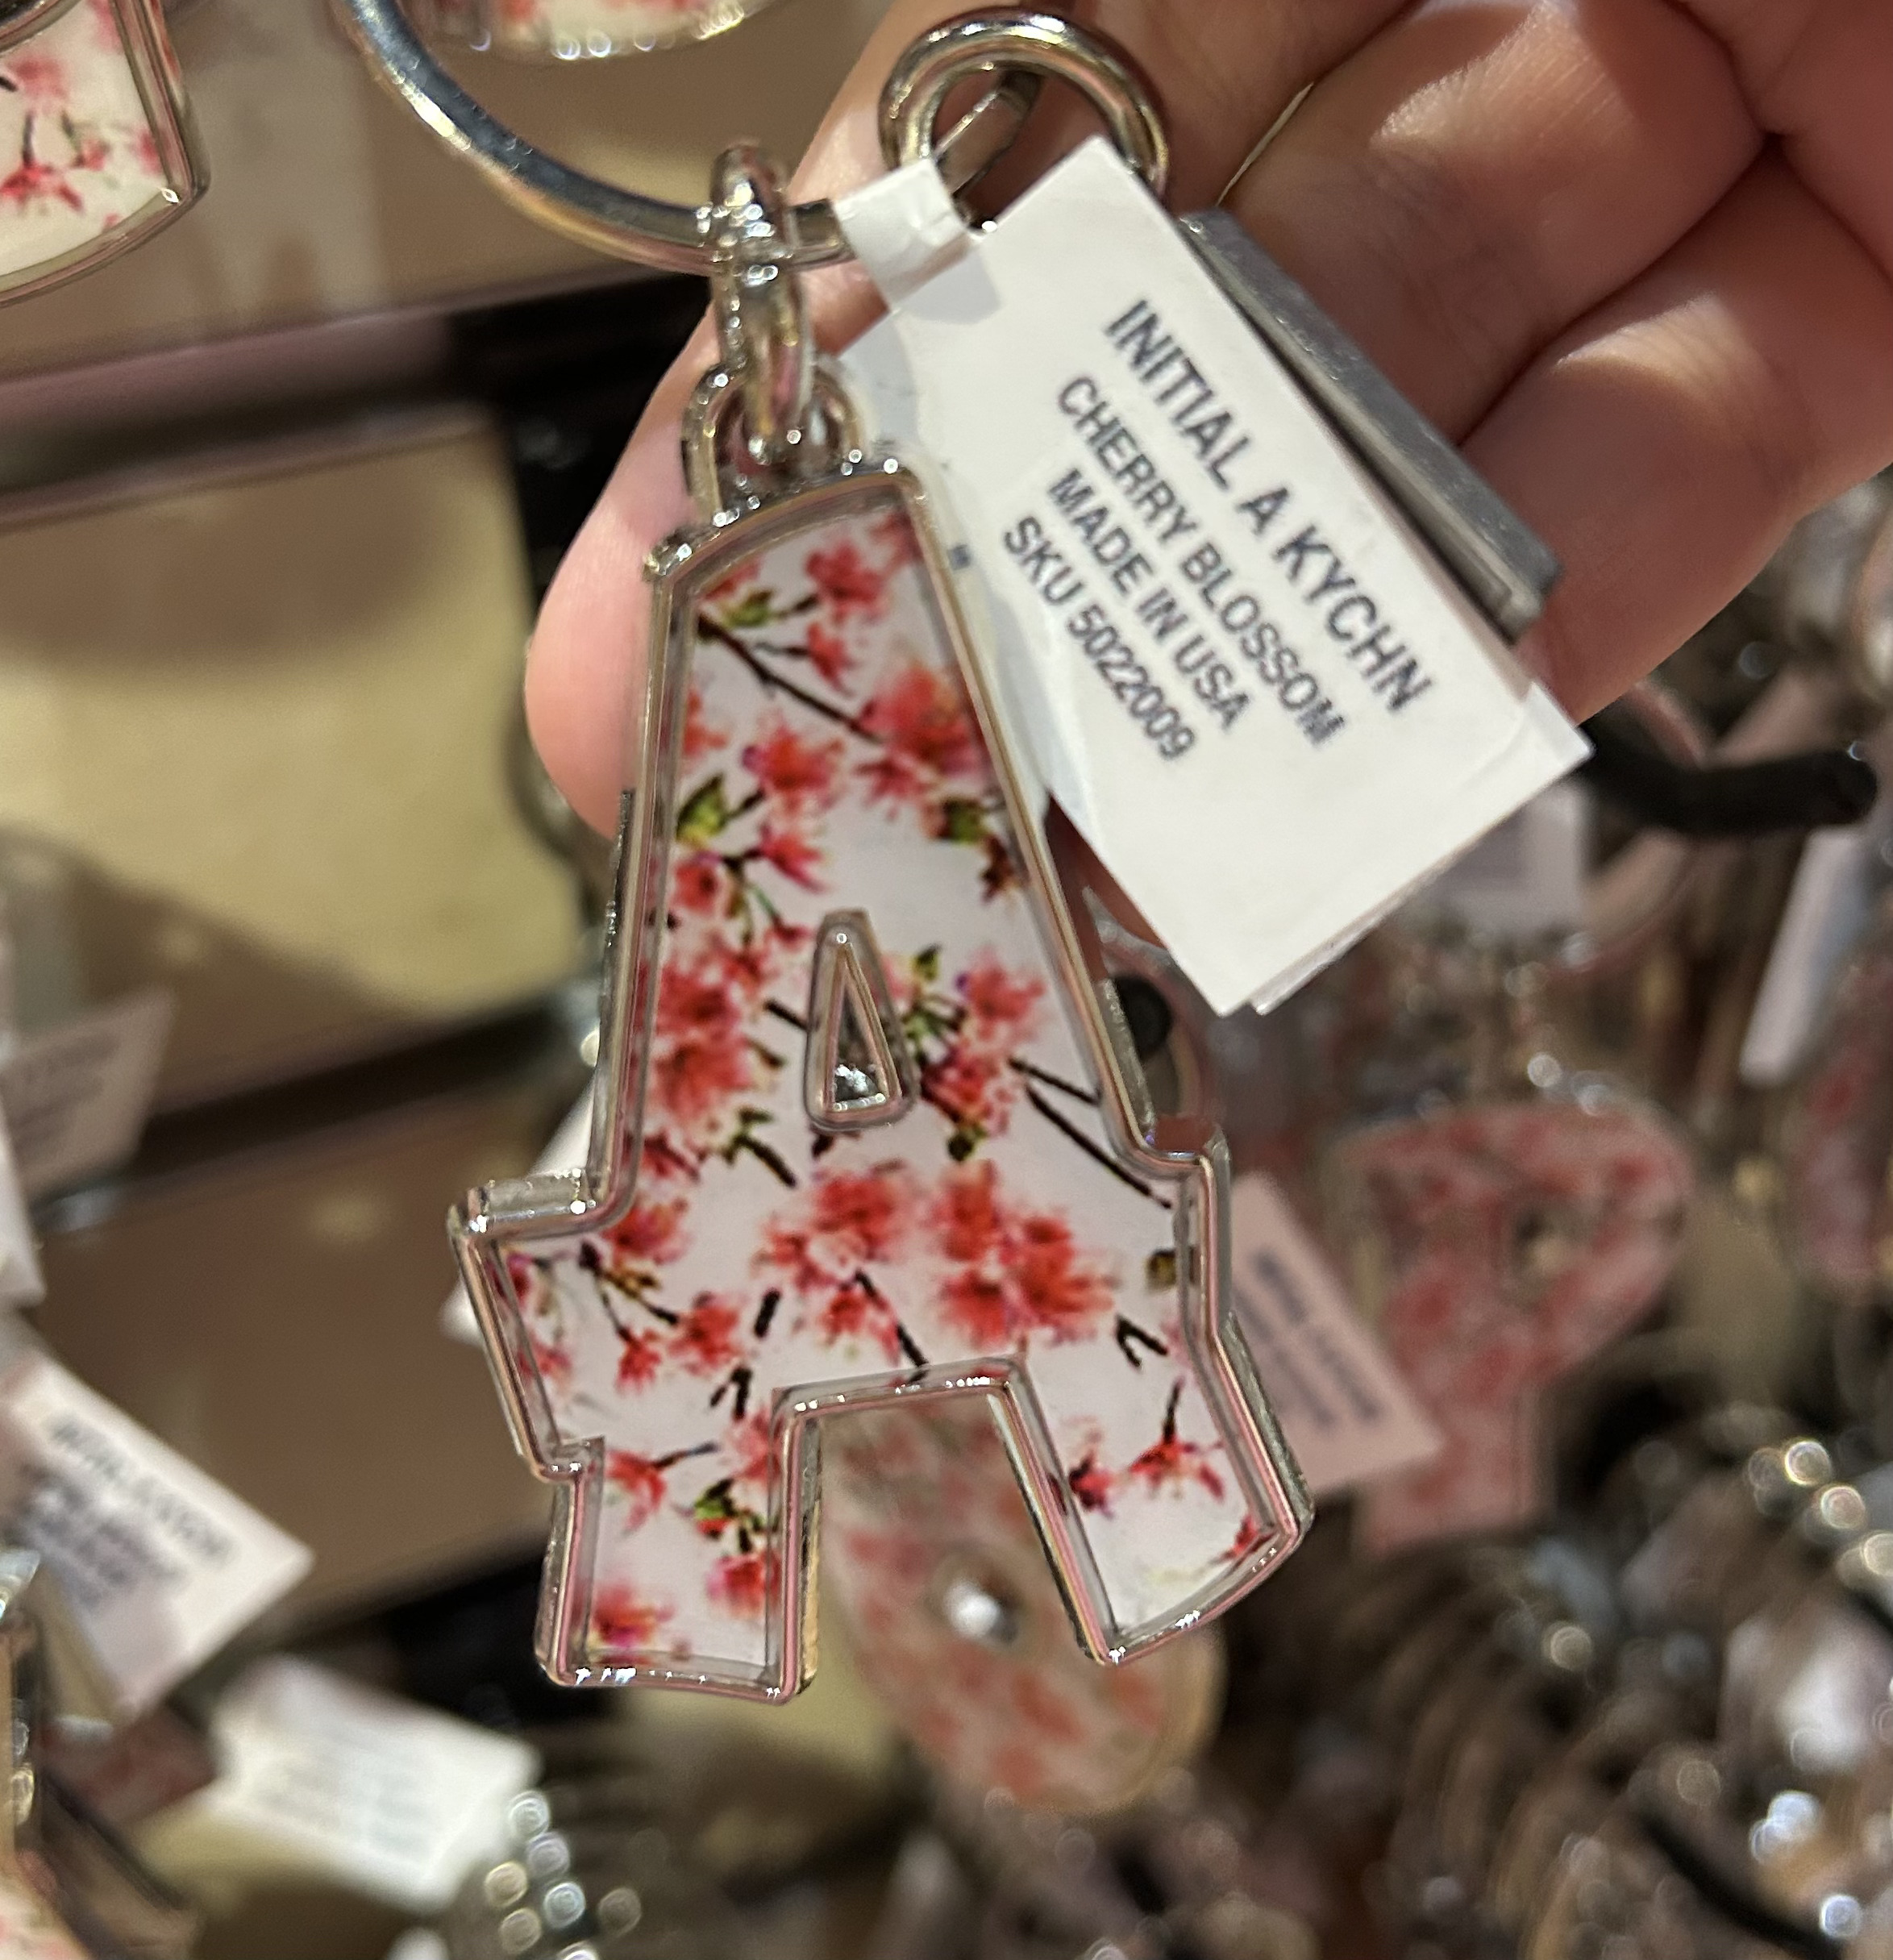 INITIAL A KYCHN
CHERRY BLOSSOM
MADE IN USA
SKU 5022009